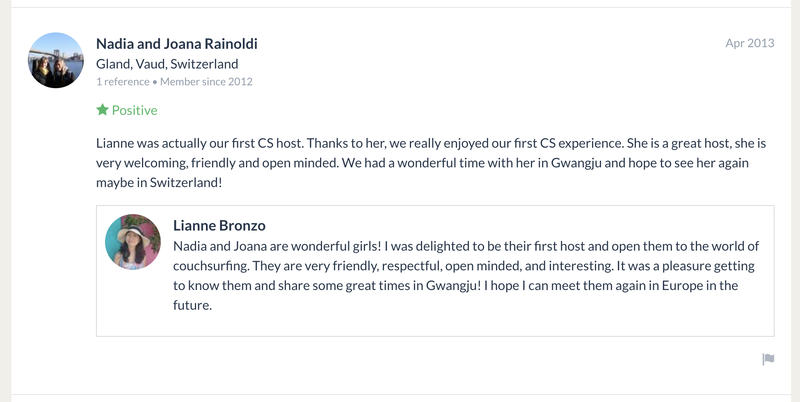 Nadia and Joana Rainoldi
Apr 2013
Gland, Vaud, Switzerland
1 reference • Member since 2012
Positive
Lianne was actually our first CS host. Thanks to her, we really enjoyed our first CS experience. She is a great host, she is
very welcoming, friendly and open minded. We had a wonderful time with her in Gwangju and hope to see her again
maybe in Switzerland!
Lianne Bronzo
Nadia and Joana are wonderful girls! I was delighted to be their first host and open them to the world of
couchsurfing. They are very friendly, respectful, open minded, and interesting. It was a pleasure getting
to know them and share some great times in Gwangju! I hope I can meet them again in Europe in the
future.